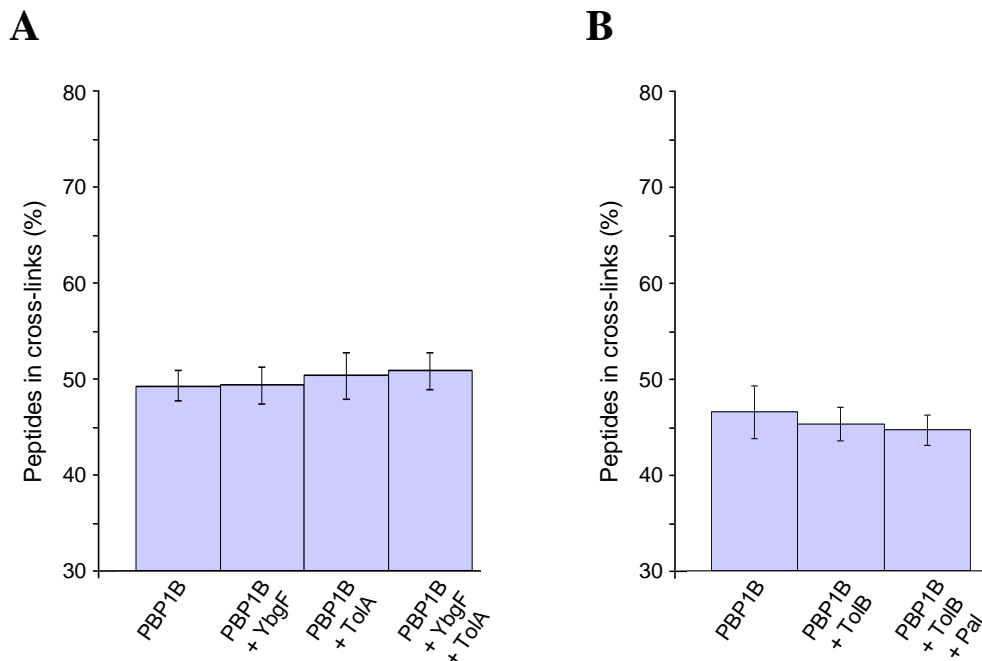 A
80
70
60
50
40
30
Peptides in cross-links (%)
PBP1B
PBP1B
+ YbgF
PBP1B
+ TolA
PBP1B
+ YbgF
+ TolA
B
80
70
60
50
40
30
Peptides in cross-links (%)
PBP1B
PBP1B
+ TolB
PBP1B
+ TolB
+ Pal